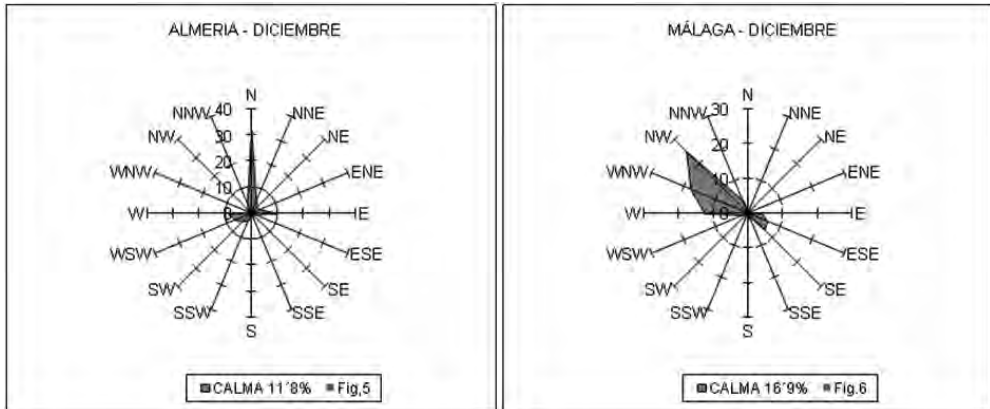 ALMERIA - DICIEMBRE
N
NNW 40 NNE
NW 30 NE
20
WNW 10 ENE
W 0 E
WSW ESE
SW SE
SSW SSE
S
CALMA 11´8% Fig,5
MÁLAGA - DICIEMBRE
N
NNW 30 NNE
NW 20 NE
WNW 10 ENE
W 0 E
WSW ESE
SW SE
SSW SSE
S
CALMA 16´9% Fig.6